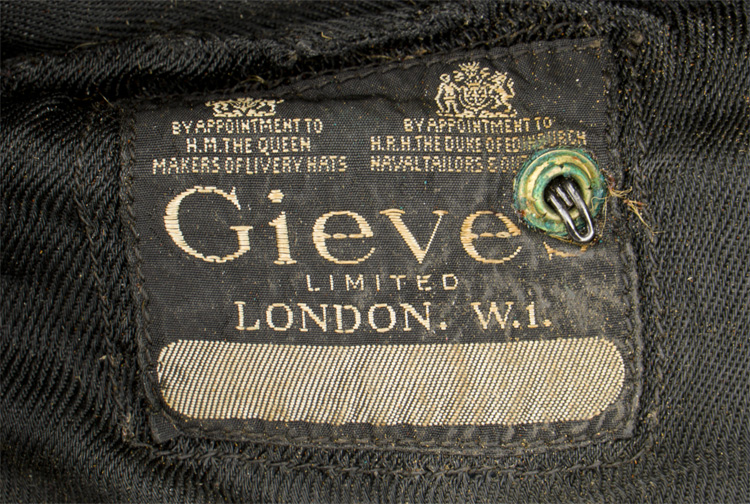 BY APPOINTMENT TO
H.M. THE QUEEN
MAKERS OF LIVERY HATS
BY APPOINTMENT TO
H.R.H. THE DUKE OF EDINBURGH
NAVAL TAILORS &
Gieves
LIMITED
LONDON. W.1.